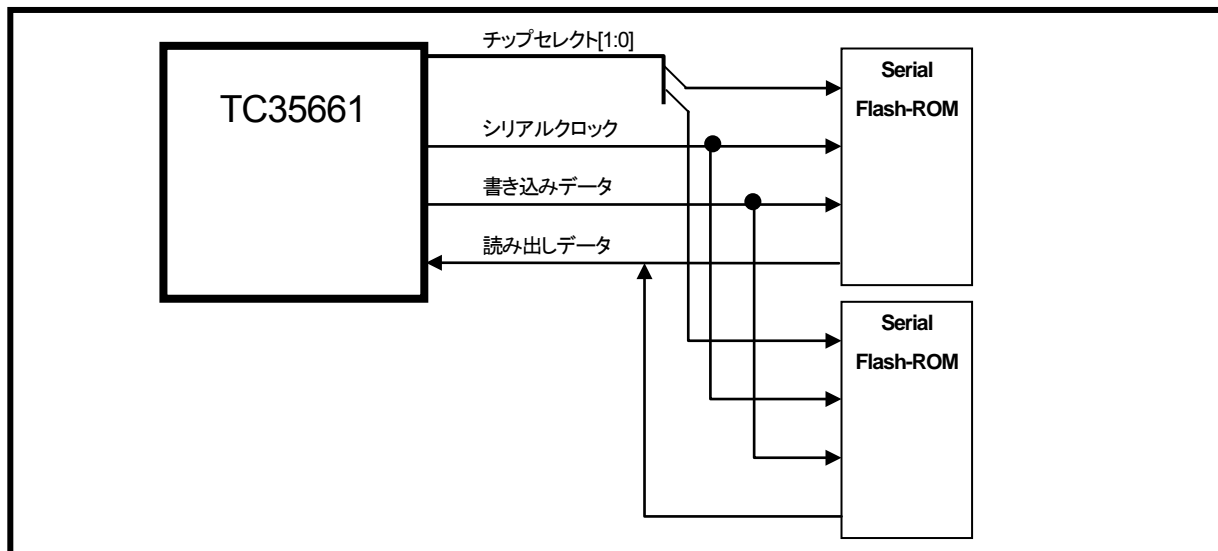 チップセレクト[1:0]
TC35661
シリアルクロック
書き込みデータ
読み出しデータ
Serial
Flash-ROM
Serial
Flash-ROM